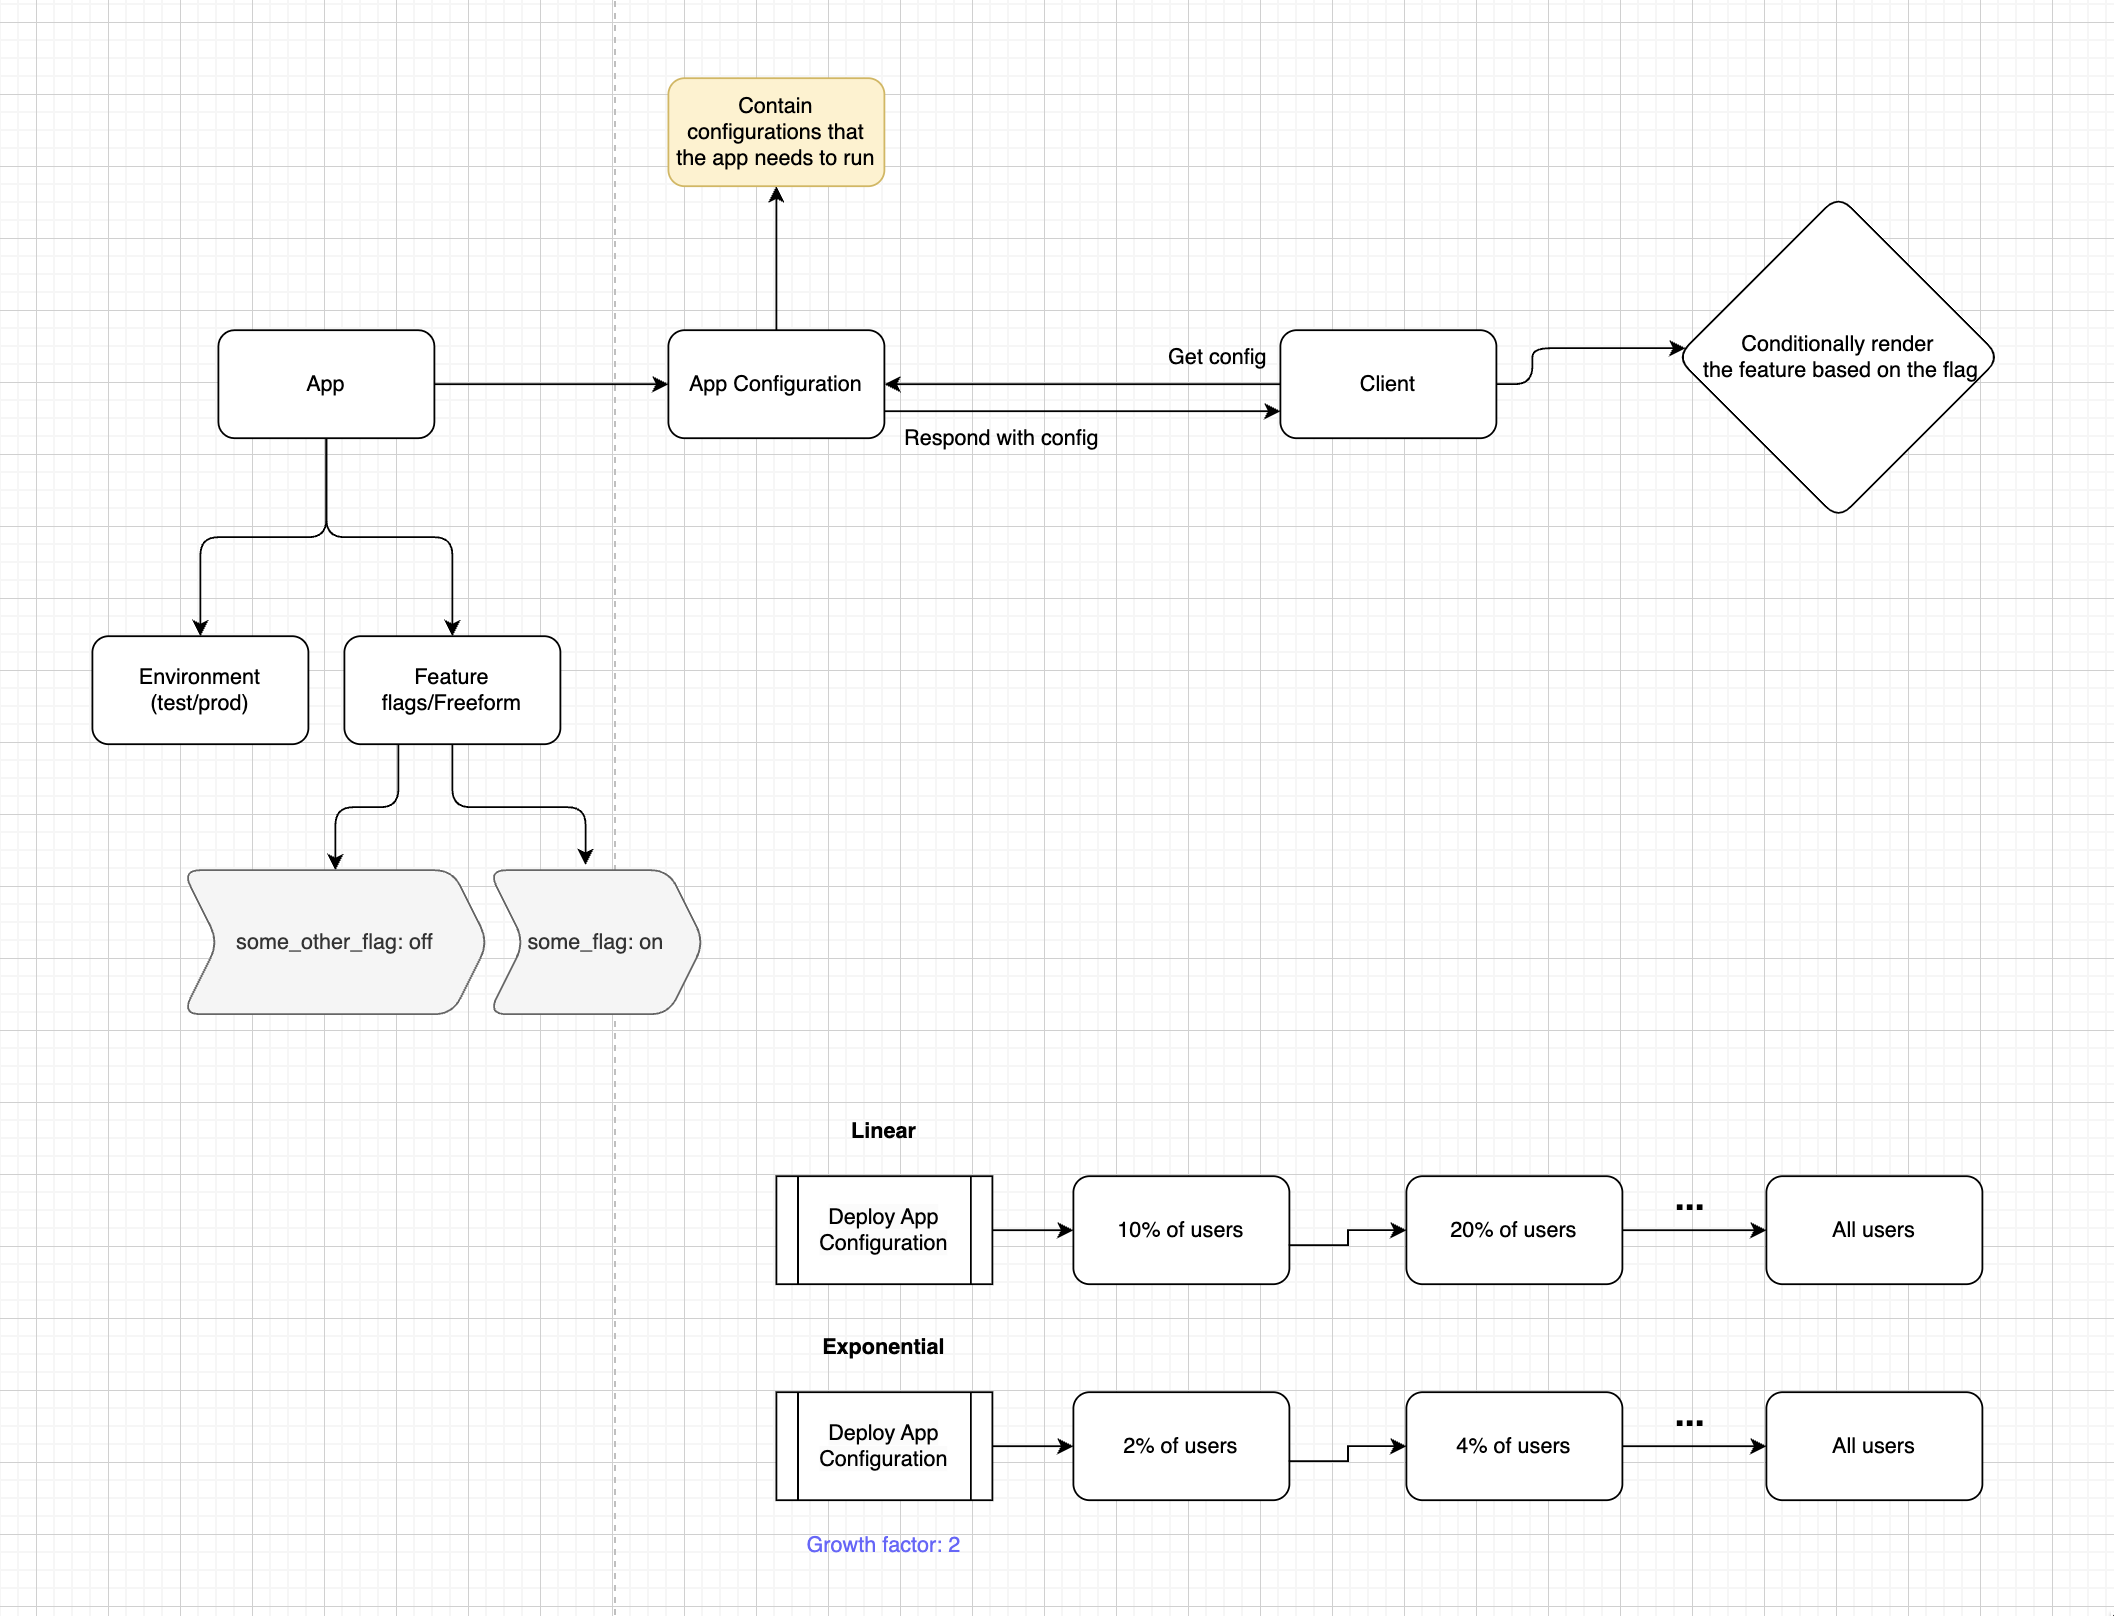 Contain
configurations that
the app needs to run
App
App Configuration
Get config
Respond with config
Client
Conditionally render
the feature based on the flag
Environment
(test/prod)
Feature
flags/Freeform
some_other_flag: off
some_flag: on
Linear
Deploy App
Configuration
10% of users
20% of users
...
All users
Exponential
Deploy App
Configuration
2% of users
4% of users
...
All users
Growth factor: 2